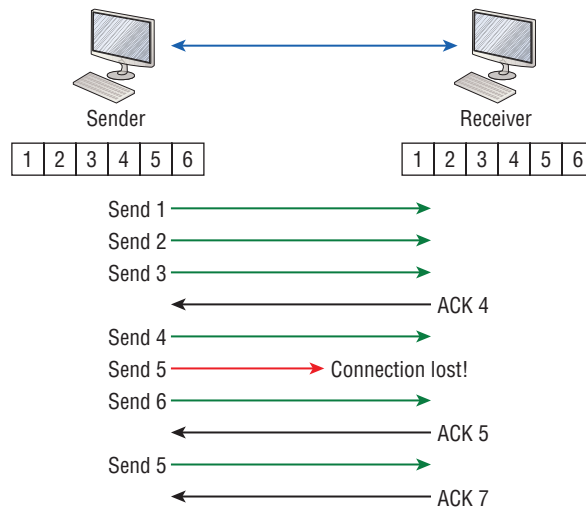 Sender Receiver
1 2 3 4 5 6 1 2 3 4 5 6
Send 1
Send 2
Send 3
ACK 4
Send 4
Send 5 Connection lost!
Send 6
ACK 5
Send 5
ACK 7